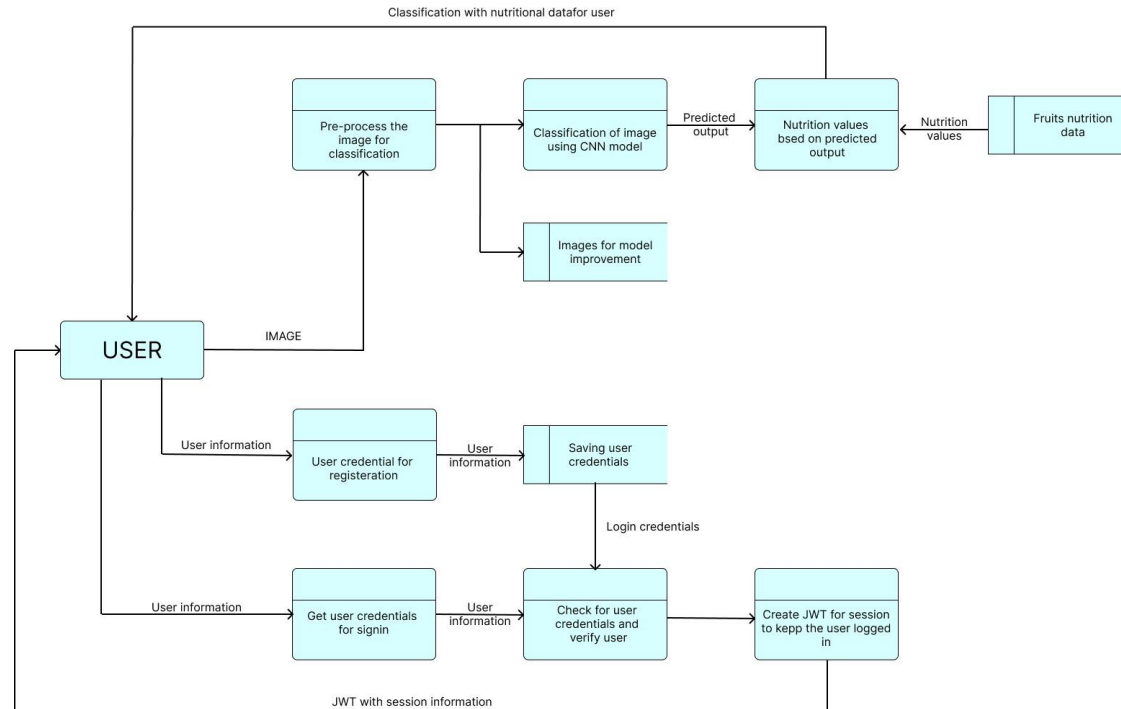 Classification with nutritional datafor user
Pre-process the
image for
classification
Classification of image
using CNN model
Predicted
output
Nutrition values
bsed on predicted
output
Nutrition
values
Fruits nutrition
data
Images for model
improvement
USER
IMAGE
User information
User credential for
registeration
User
information
Saving user
credentials
Login credentials
User information
Get user credentials
for signin
User
information
Check for user
credentials and
verify user
Create JWT for session
to kepp the user logged
in
JWT with session information